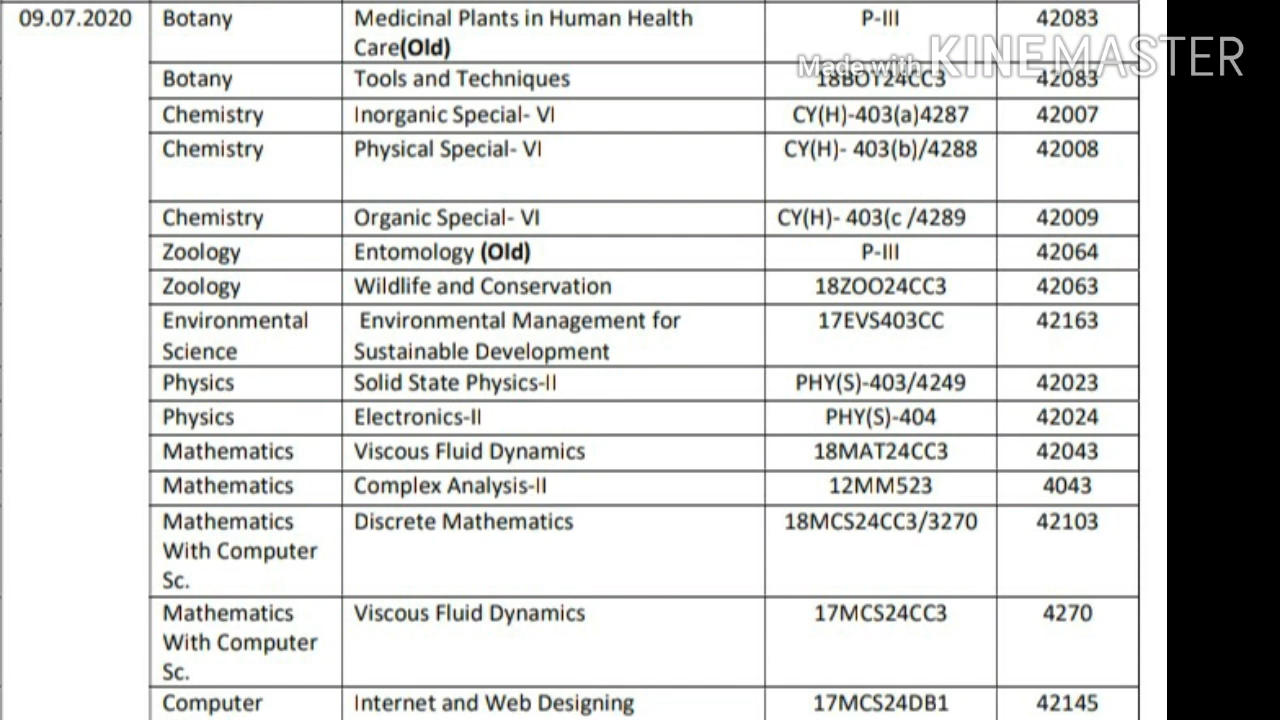 09.07.2020 Botany Medicinal Plants in Human Health P-III 42083
Care(Old)
Made with KINEMASTER
Botany Tools and Techniques 18BOT24CC3 42083
Chemistry Inorganic Special- VI CY(H)-403(a)4287 42007
Chemistry Physical Special- VI CY(H)- 403(b)/4288 42008
Chemistry Organic Special- VI CY(H)- 403(c /4289 42009
Zoology Entomology (Old) P-III 42064
Zoology Wildlife and Conservation 18ZOO24CC3 42063
Environmental Environmental Management for 17EVS403CC 42163
Science Sustainable Development
Physics Solid State Physics-II PHY(S)-403/4249 42023
Physics Electronics-II PHY(S)-404 42024
Mathematics Viscous Fluid Dynamics 18MAT24CC3 42043
Mathematics Complex Analysis-II 12MM523 4043
Mathematics Discrete Mathematics 18MCS24CC3/3270 42103
With Computer
Sc.
Mathematics Viscous Fluid Dynamics 17MCS24CC3 4270
With Computer
Sc.
Computer Internet and Web Designing 17MCS24DB1 42145